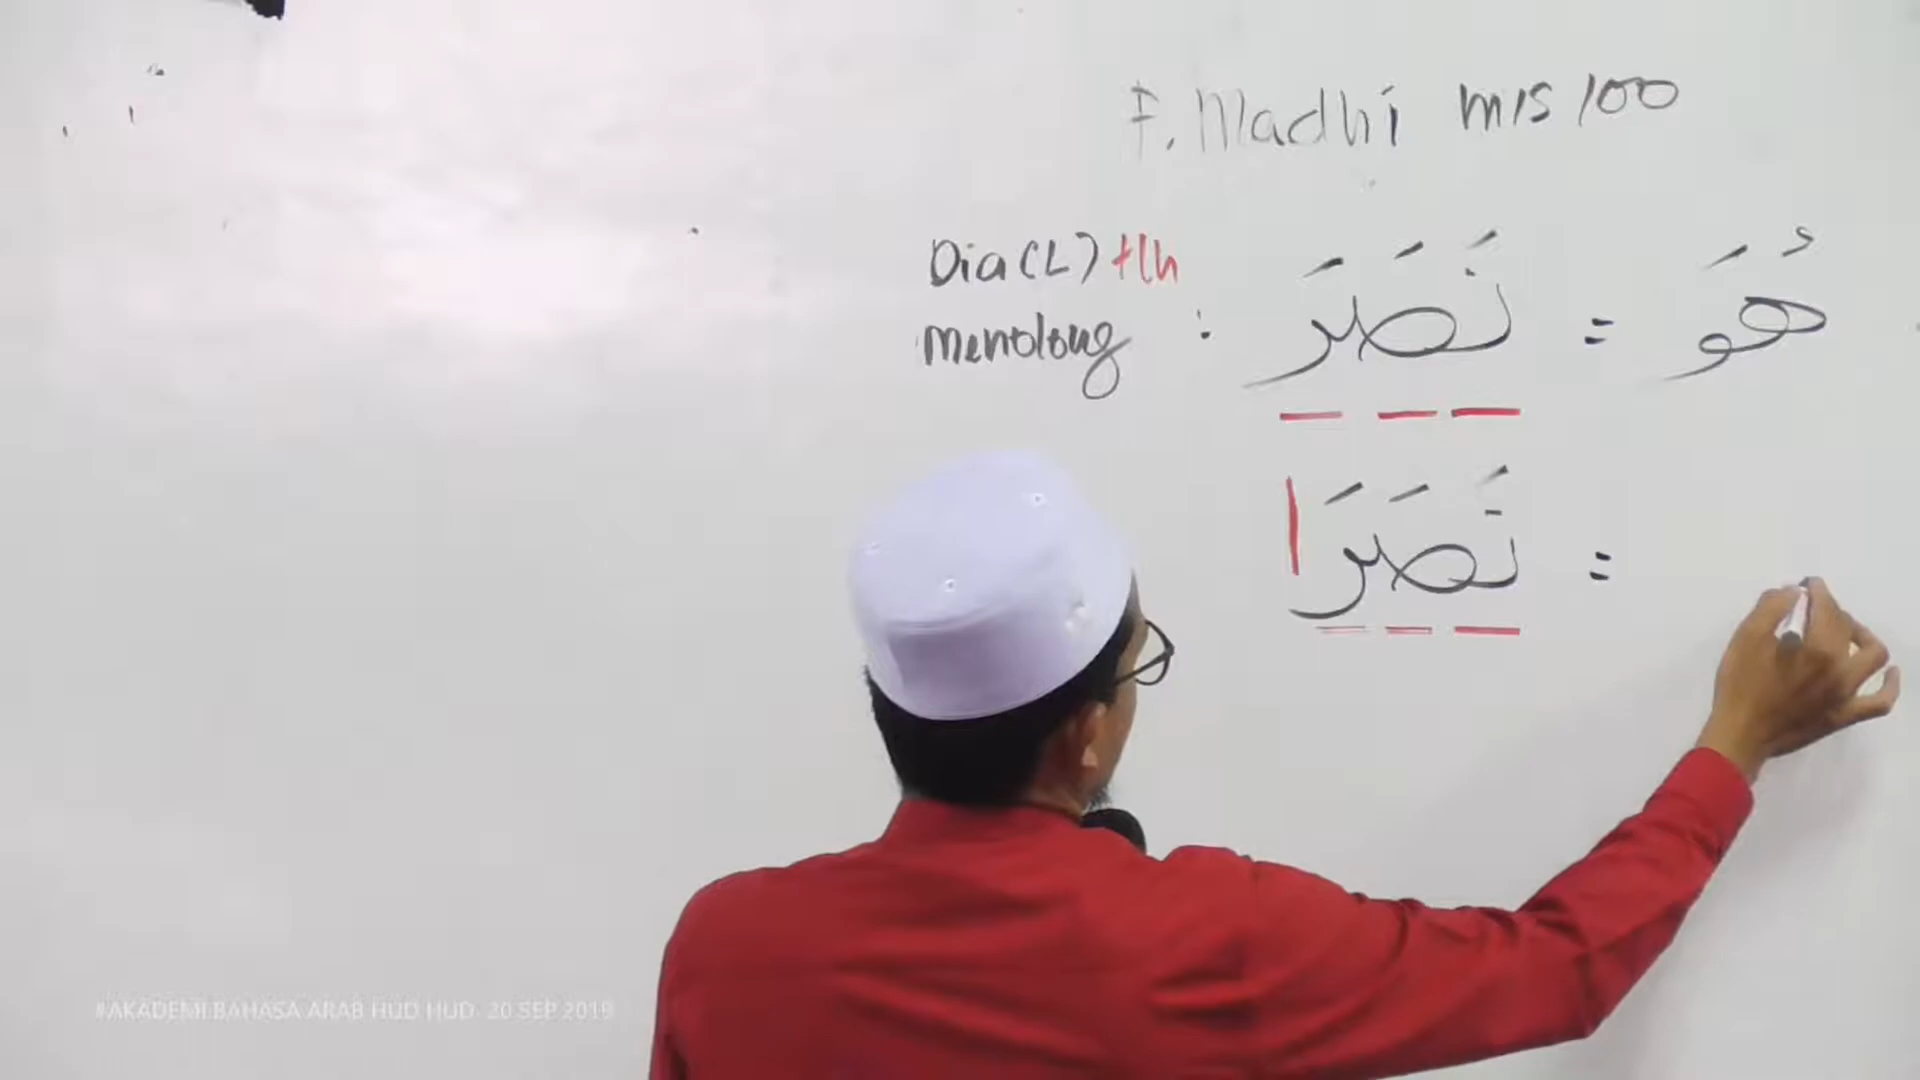 F. Madhi m/s 100
Dia (L) tlh
menolong : نَصَرَ = هُوَ
نَصَرَا =
#AKADEMI BAHASA ARAB HUD HUD 20 SEP 2019